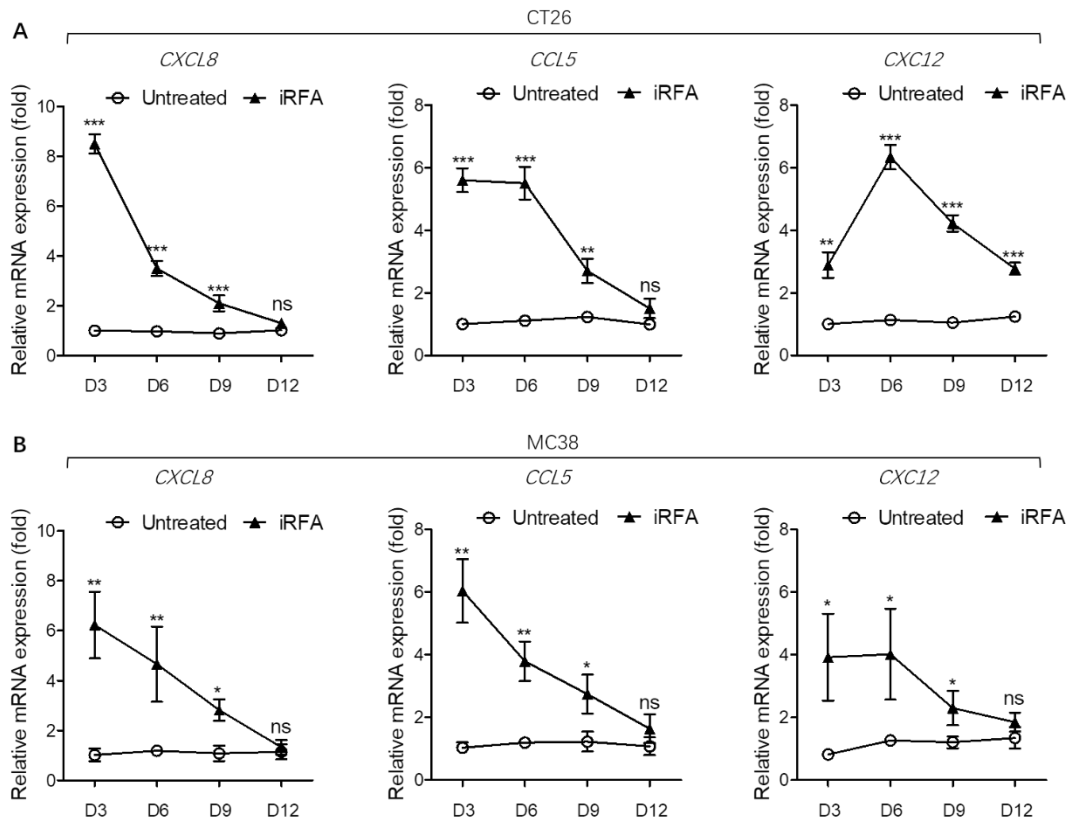 A
CT26
CXCL8 CCL5 CXC12
Untreated iRFA Untreated iRFA Untreated iRFA
Relative mRNA expression (fold)
10
8
6
4
2
0
*** *** *** ns
D3 D6 D9 D12
Relative mRNA expression (fold)
8
6
4
2
0
*** *** ** ns
D3 D6 D9 D12
Relative mRNA expression (fold)
8
6
4
2
0
** *** *** ***
D3 D6 D9 D12
B
MC38
CXCL8 CCL5 CXC12
Untreated iRFA Untreated iRFA Untreated iRFA
Relative mRNA expression (fold)
10
8
6
4
2
0
** ** * ns
D3 D6 D9 D12
Relative mRNA expression (fold)
8
6
4
2
0
** ** * ns
D3 D6 D9 D12
Relative mRNA expression (fold)
8
6
4
2
0
* * * ns
D3 D6 D9 D12